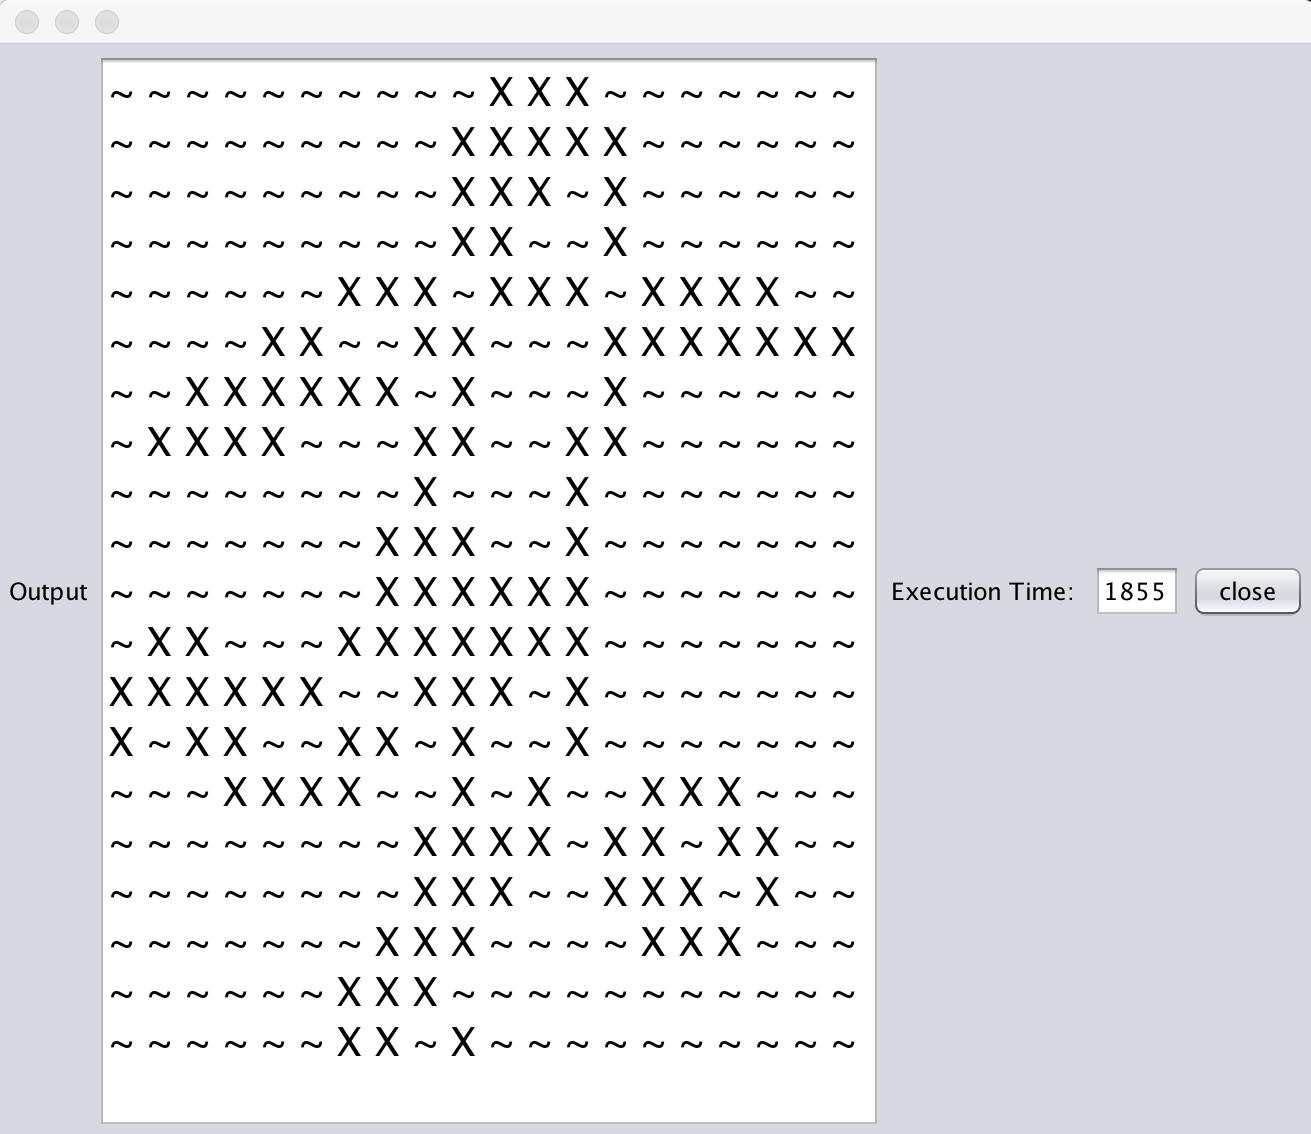 ~ ~ ~ ~ ~ ~ ~ ~ ~ ~ X X X ~ ~ ~ ~ ~ ~ ~
~ ~ ~ ~ ~ ~ ~ ~ ~ X X X X X ~ ~ ~ ~ ~ ~
~ ~ ~ ~ ~ ~ ~ ~ ~ X X X ~ X ~ ~ ~ ~ ~ ~
~ ~ ~ ~ ~ ~ ~ ~ ~ X X ~ ~ X ~ ~ ~ ~ ~ ~
~ ~ ~ ~ ~ ~ X X X ~ X X X ~ X X X X ~ ~
~ ~ ~ ~ X X ~ ~ X X ~ ~ ~ X X X X X X X
~ ~ X X X X X X ~ X ~ ~ ~ X ~ ~ ~ ~ ~ ~
~ X X X X ~ ~ ~ X X ~ ~ X X ~ ~ ~ ~ ~ ~
~ ~ ~ ~ ~ ~ ~ ~ X ~ ~ ~ X ~ ~ ~ ~ ~ ~ ~
~ ~ ~ ~ ~ ~ ~ X X X ~ ~ X ~ ~ ~ ~ ~ ~ ~
~ ~ ~ ~ ~ ~ ~ X X X X X X ~ ~ ~ ~ ~ ~ ~
~ X X ~ ~ ~ X X X X X X X ~ ~ ~ ~ ~ ~ ~
X X X X X X ~ ~ X X X ~ X ~ ~ ~ ~ ~ ~ ~
X ~ X X ~ ~ X X ~ X ~ ~ X ~ ~ ~ ~ ~ ~ ~
~ ~ ~ X X X X ~ ~ X ~ X ~ ~ X X X ~ ~ ~
~ ~ ~ ~ ~ ~ ~ ~ X X X X ~ X X ~ X X ~ ~
~ ~ ~ ~ ~ ~ ~ ~ X X X ~ ~ X X X ~ X ~ ~
~ ~ ~ ~ ~ ~ ~ X X X ~ ~ ~ ~ X X X ~ ~ ~
~ ~ ~ ~ ~ ~ X X X ~ ~ ~ ~ ~ ~ ~ ~ ~ ~ ~
~ ~ ~ ~ ~ ~ X X ~ X ~ ~ ~ ~ ~ ~ ~ ~ ~ ~
Output
Execution Time: 1855 close